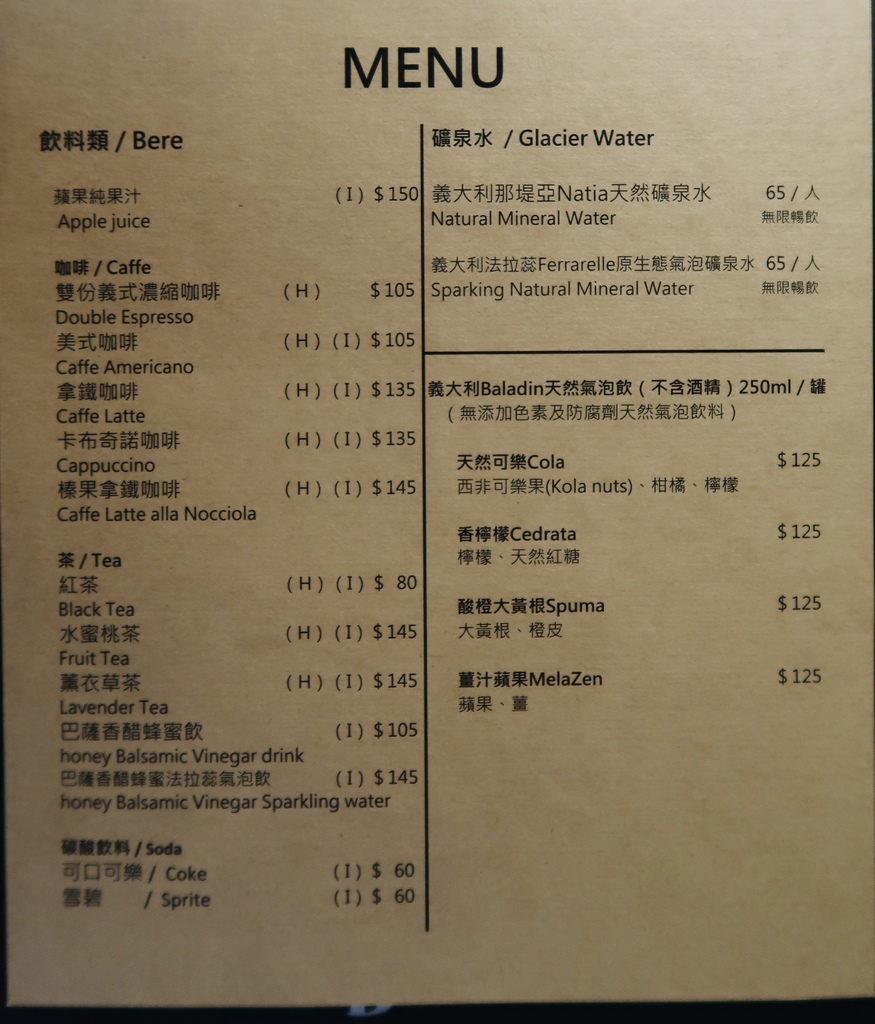 MENU
飲料類 / Bere
蘋果純果汁 ( I ) $ 150
Apple juice
咖啡 / Caffe
雙份義式濃縮咖啡 ( H ) $ 105
Double Espresso
美式咖啡 ( H ) ( I ) $ 105
Caffe Americano
拿鐵咖啡 ( H ) ( I ) $ 135
Caffe Latte
卡布奇諾咖啡 ( H ) ( I ) $ 135
Cappuccino
榛果拿鐵咖啡 ( H ) ( I ) $ 145
Caffe Latte alla Nocciola
茶 / Tea
紅茶 ( H ) ( I ) $ 80
Black Tea
水蜜桃茶 ( H ) ( I ) $ 145
Fruit Tea
薰衣草茶 ( H ) ( I ) $ 145
Lavender Tea
巴薩香醋蜂蜜飲 ( I ) $ 105
honey Balsamic Vinegar drink
巴薩香醋蜂蜜法拉蕊氣泡飲 ( I ) $ 145
honey Balsamic Vinegar Sparkling water
碳酸飲料 / Soda
可口可樂 / Coke ( I ) $ 60
雪碧 / Sprite ( I ) $ 60
礦泉水 / Glacier Water
義大利那堤亞Natia天然礦泉水 65 / 人
Natural Mineral Water 無限暢飲
義大利法拉蕊Ferrarelle原生態氣泡礦泉水 65 / 人
Sparking Natural Mineral Water 無限暢飲
義大利Baladin天然氣泡飲 ( 不含酒精 ) 250ml / 罐
( 無添加色素及防腐劑天然氣泡飲料 )
天然可樂Cola $ 125
西非可樂果(Kola nuts)、柑橘、檸檬
香檸檬Cedrata $ 125
檸檬、天然紅糖
酸橙大黃根Spuma $ 125
大黃根、橙皮
薑汁蘋果MelaZen $ 125
蘋果、薑